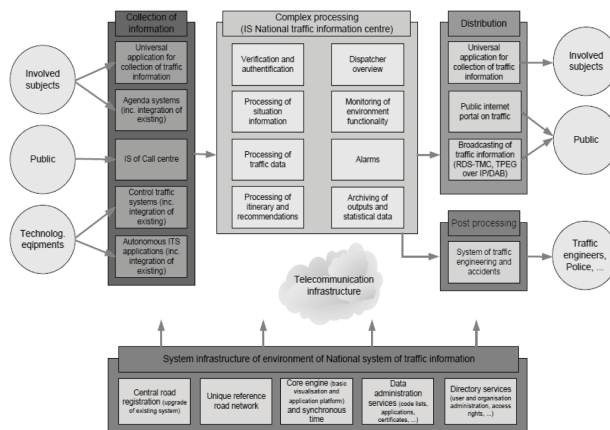 Collection of
information
Complex processing
(IS National traffic information centre)
Distribution
Involved
subjects
Public
Technolog.
eqipments
Universal
application for
collection of traffic
information
Agenda systems
(inc. integration of
existing)
IS of Call centre
Control traffic
systems (inc.
integration of
existing)
Autonomous ITS
applications (inc.
integration of
existing)
Verification and
authentification
Dispatcher
overview
Processing of
situation
information
Monitoring of
environment
functionality
Processing of
traffic data
Alarms
Processing of
itinerary and
recommendations
Archiving of
outputs and
statistical data
Universal
application for
collection of traffic
information
Public internet
portal on traffic
Broadcasting of
traffic information
(RDS-TMC, TPEG
over IP/DAB)
Involved
subjects
Public
Post processing
System of traffic
engineering and
accidents
Traffic
engineers,
Police, ...
Telecommunication
infrastructure
System infrastructure of environment of National system of traffic information
Central road
registration (upgrade
of existing system)
Unique reference
road network
Core engine (basic
visualisation and
application platform)
and synchronous
time
Data
administration
services (code lists,
applications,
certificates, ...)
Directory services
(user and organisation
administration, access
rights, ...)